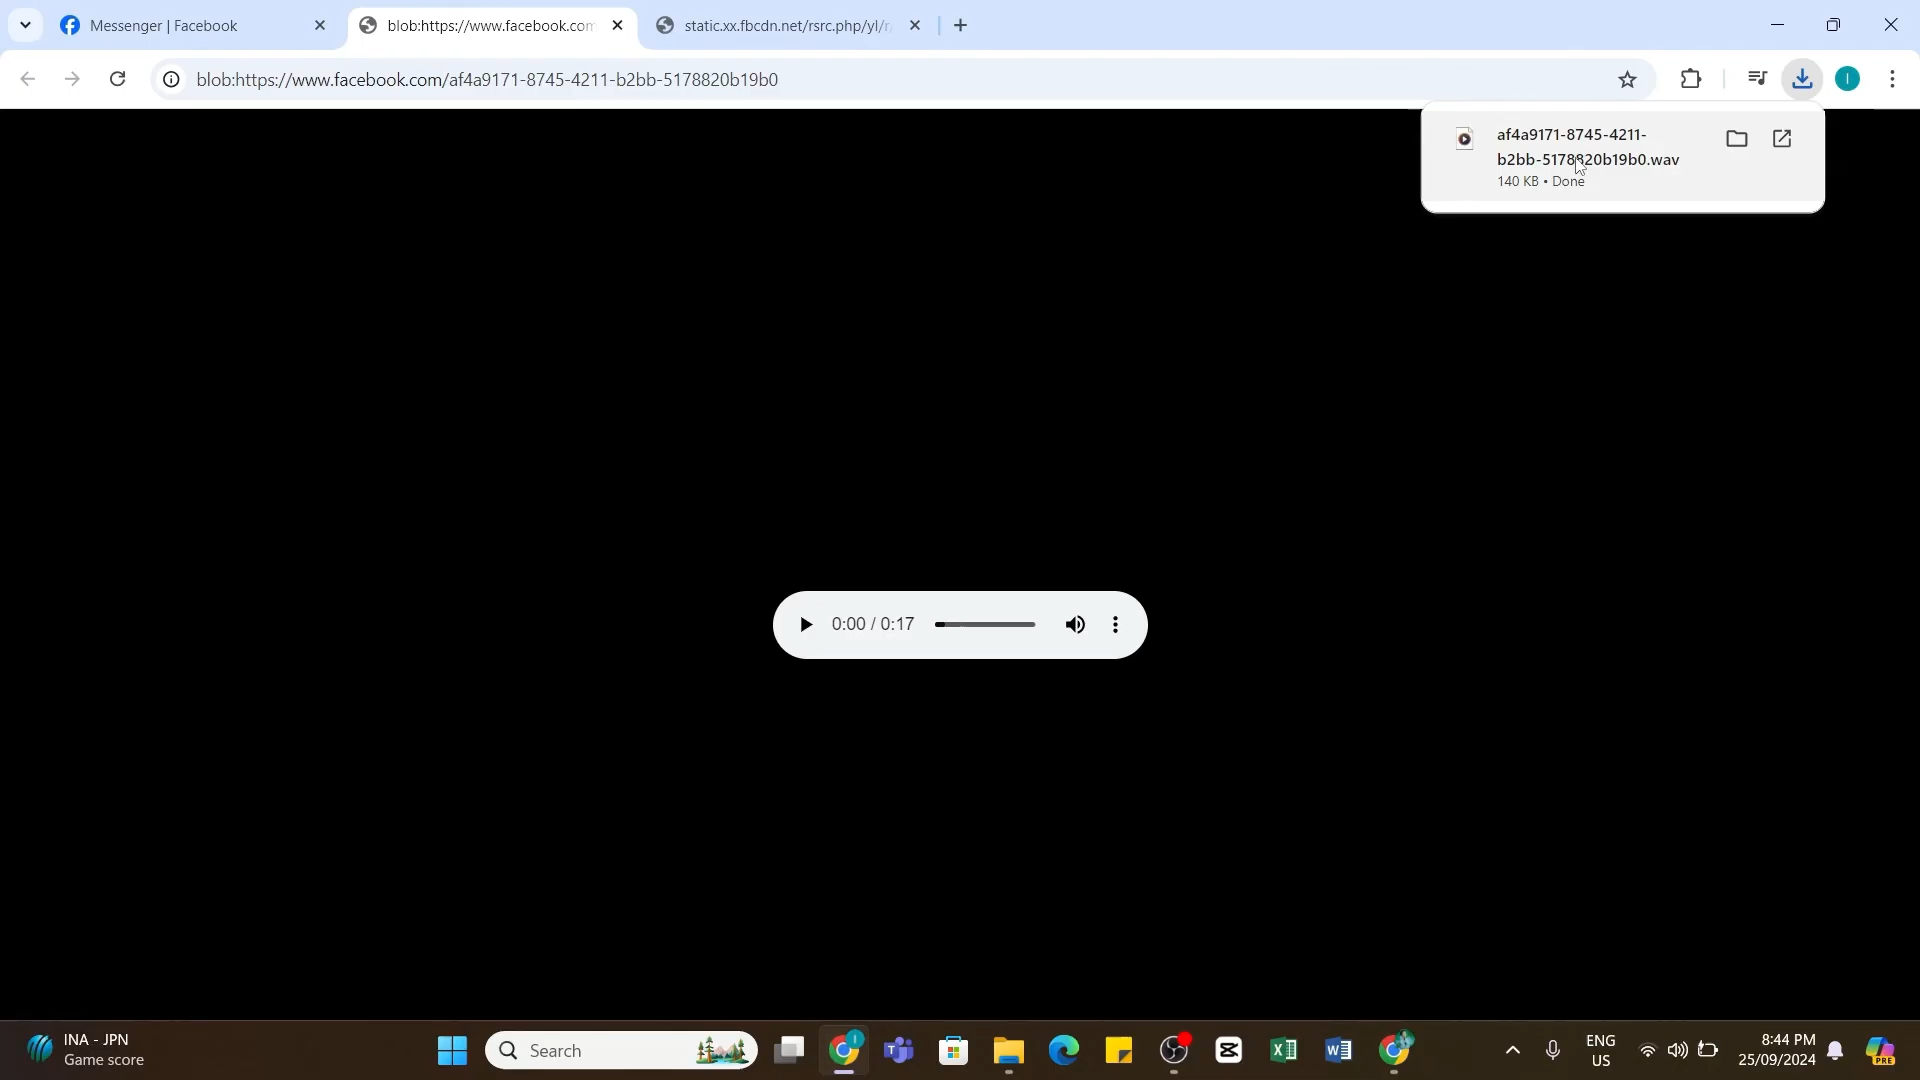 Messenger | Facebook
blob:https://www.facebook.com
static.xx.fbcdn.net/rsrc.php/yl/r/
blob:https://www.facebook.com/af4a9171-8745-4211-b2bb-5178820b19b0
I
af4a9171-8745-4211-
b2bb-5178820b19b0.wav
140 KB • Done
0:00 / 0:17
INA - JPN
Game score
Search
ENG
US
8:44 PM
25/09/2024
PRE